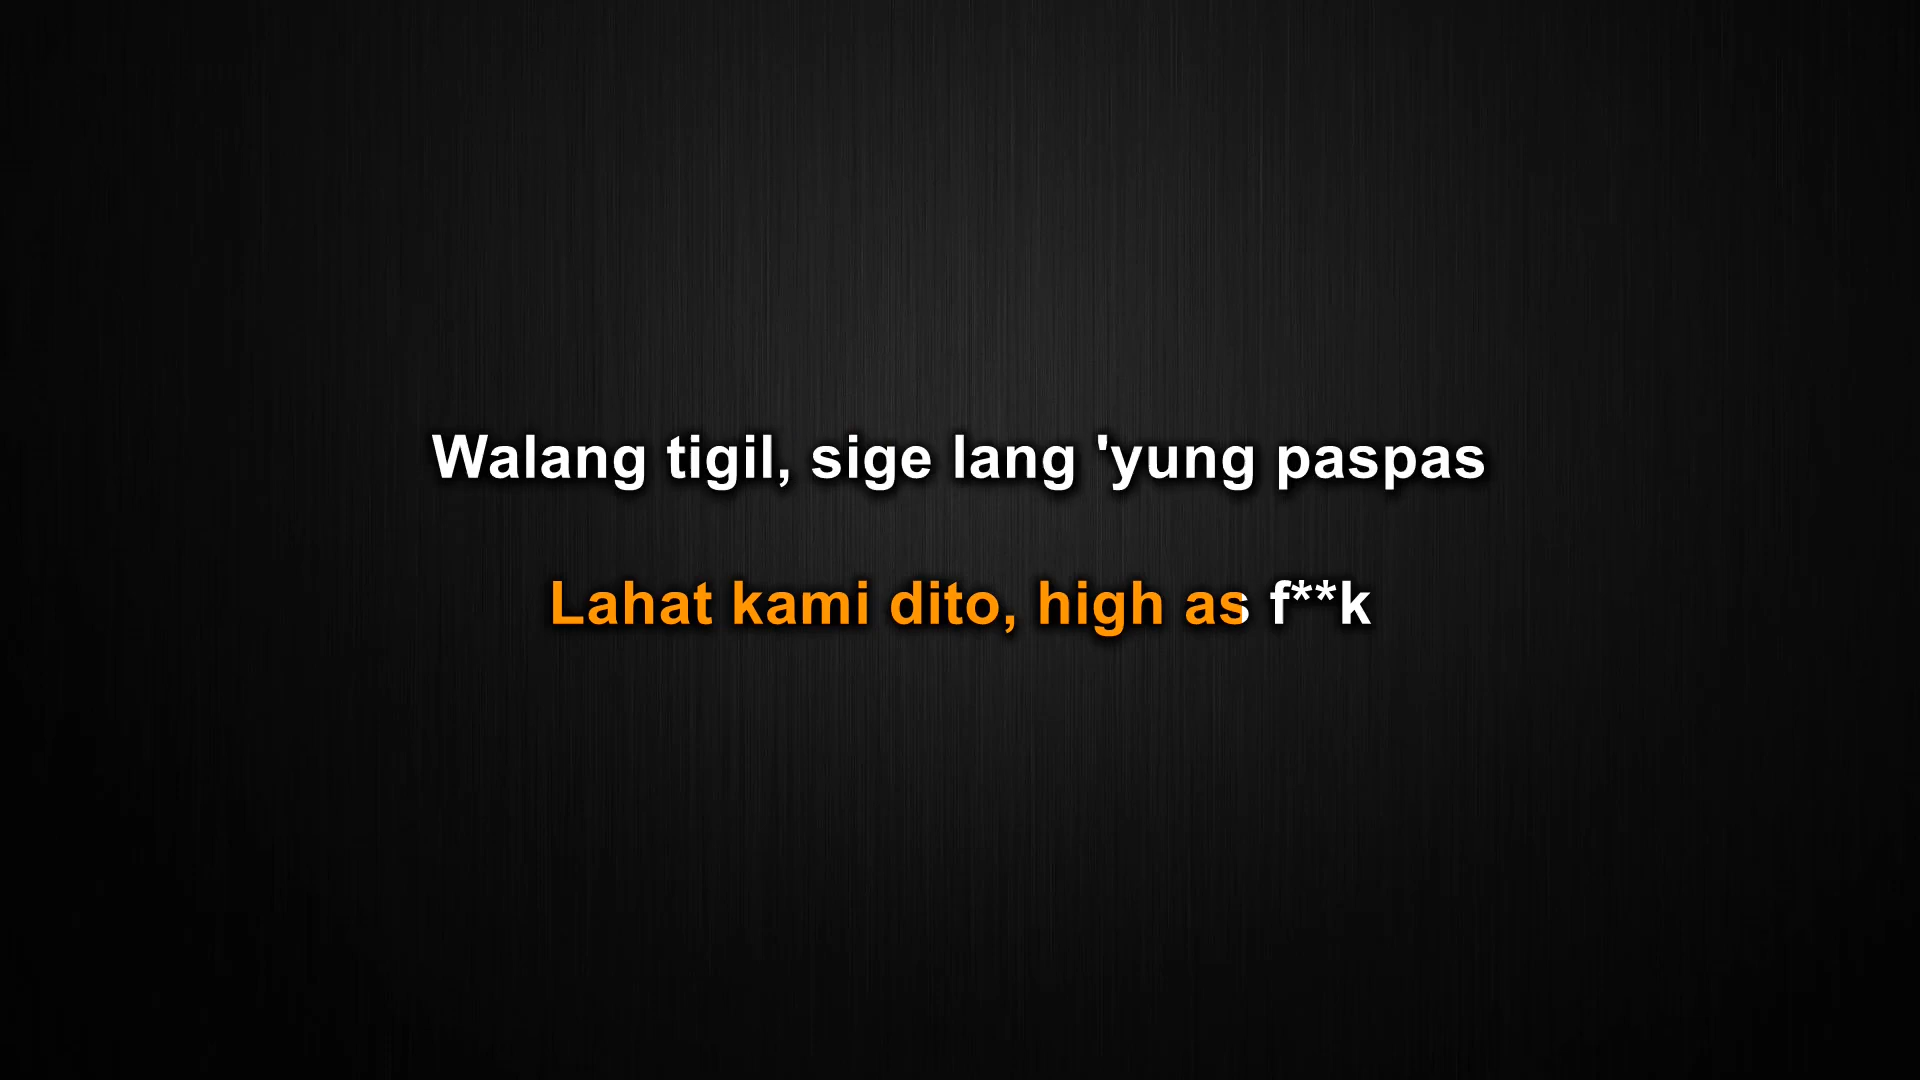 Walang tigil, sige lang 'yung paspas
Lahat kami dito, high as f**k